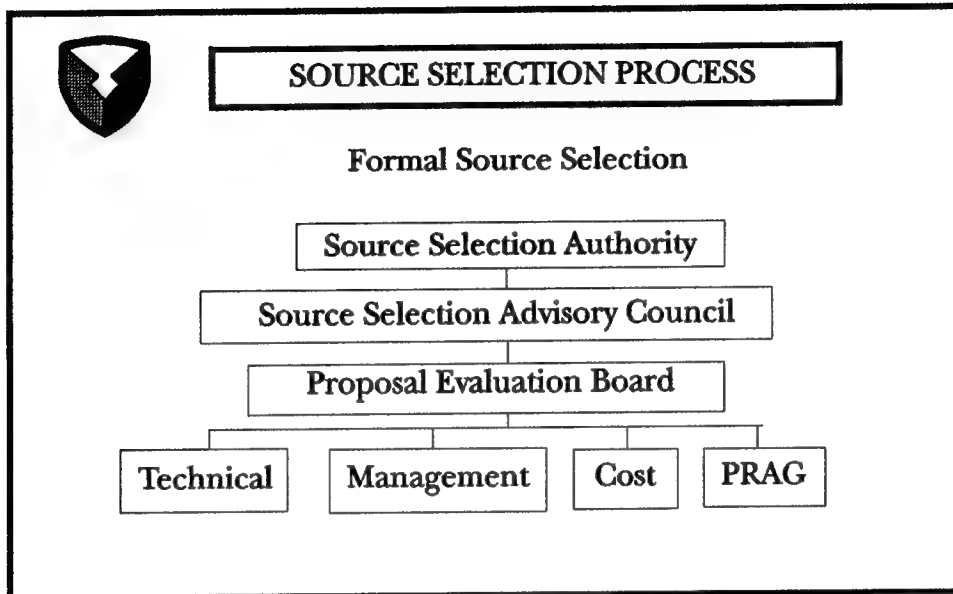 SOURCE SELECTION PROCESS
Formal Source Selection
Source Selection Authority
Source Selection Advisory Council
Proposal Evaluation Board
Technical Management Cost PRAG